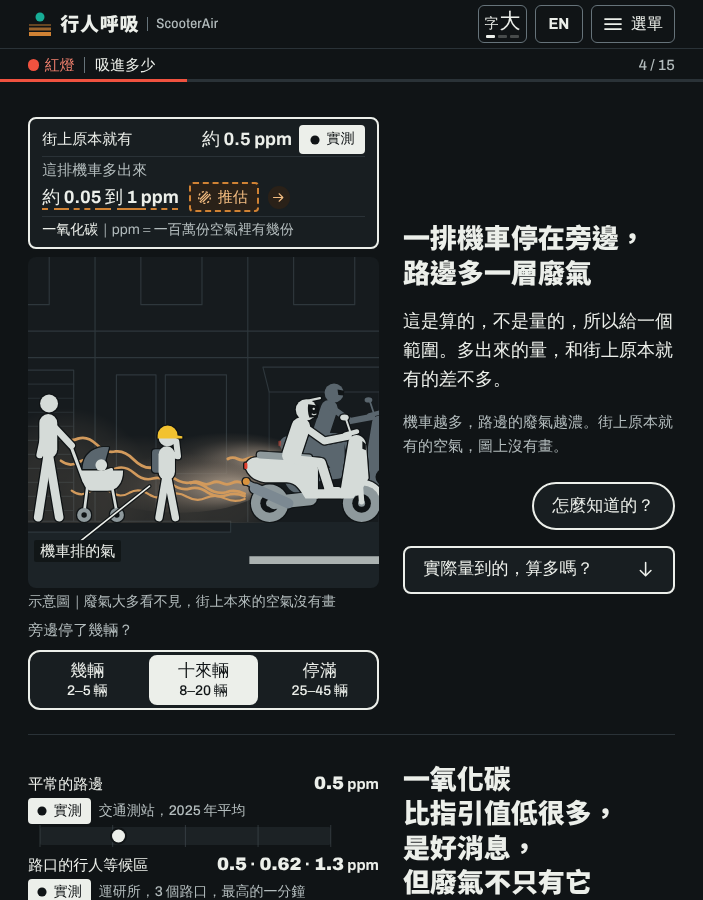 行人呼吸 ScooterAir 字大 EN 選單
紅燈 吸進多少 4 / 15
街上原本就有 約 0.5 ppm 實測
這排機車多出來
約 0.05 到 1 ppm 推估
一氧化碳｜ppm＝一百萬份空氣裡有幾份
一排機車停在旁邊，
路邊多一層廢氣
這是算的，不是量的，所以給一個
範圍。多出來的量，和街上原本就
有的差不多。
機車越多，路邊的廢氣越濃。街上原本就
有的空氣，圖上沒有畫。
怎麼知道的？
實際量到的，算多嗎？
機車排的氣
示意圖｜廢氣大多看不見，街上本來的空氣沒有畫
旁邊停了幾輛？
幾輛 十來輛 停滿
2–5 輛 8–20 輛 25–45 輛
平常的路邊 0.5 ppm
實測 交通測站，2025 年平均
路口的行人等候區 0.5 · 0.62 · 1.3 ppm
實測 運研所，3 個路口，最高的一分鐘
一氧化碳
比指引值低很多，
是好消息，
但廢氣不只有它